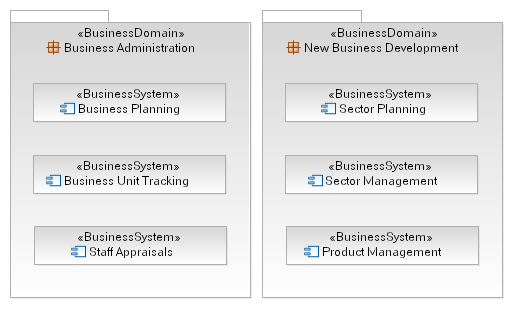 «BusinessDomain»
Business Administration
«BusinessSystem»
Business Planning
«BusinessSystem»
Business Unit Tracking
«BusinessSystem»
Staff Appraisals
«BusinessDomain»
New Business Development
«BusinessSystem»
Sector Planning
«BusinessSystem»
Sector Management
«BusinessSystem»
Product Management